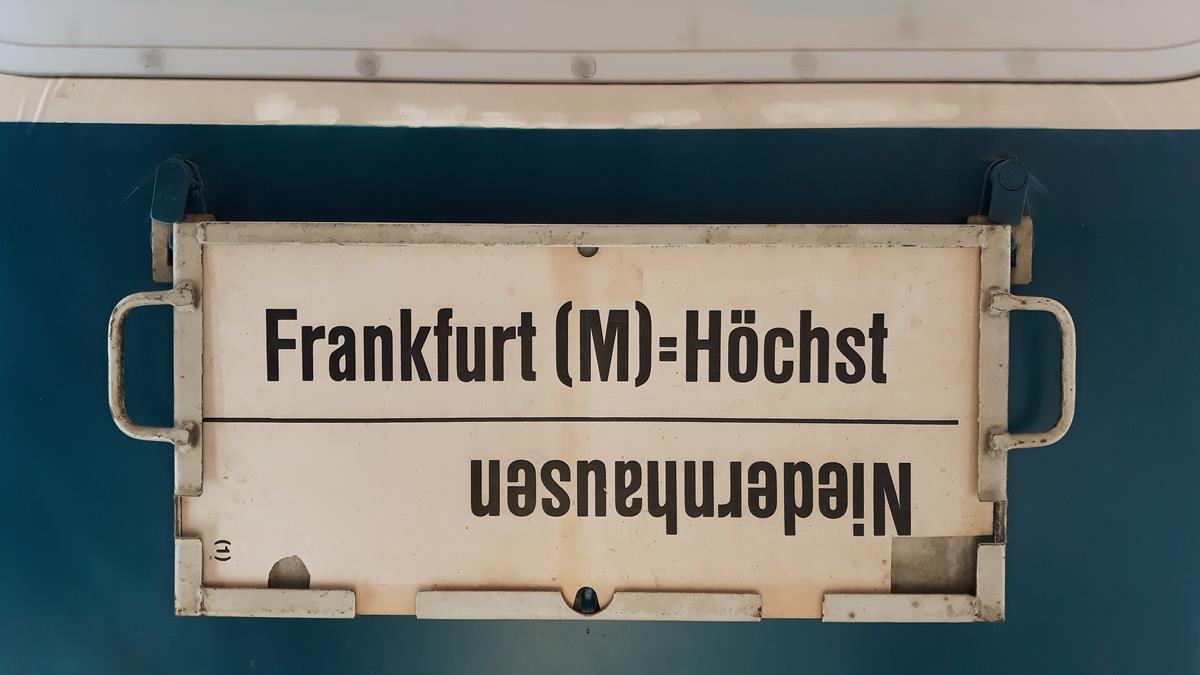 Frankfurt (M)=Höchst
Niedernhausen
(1)